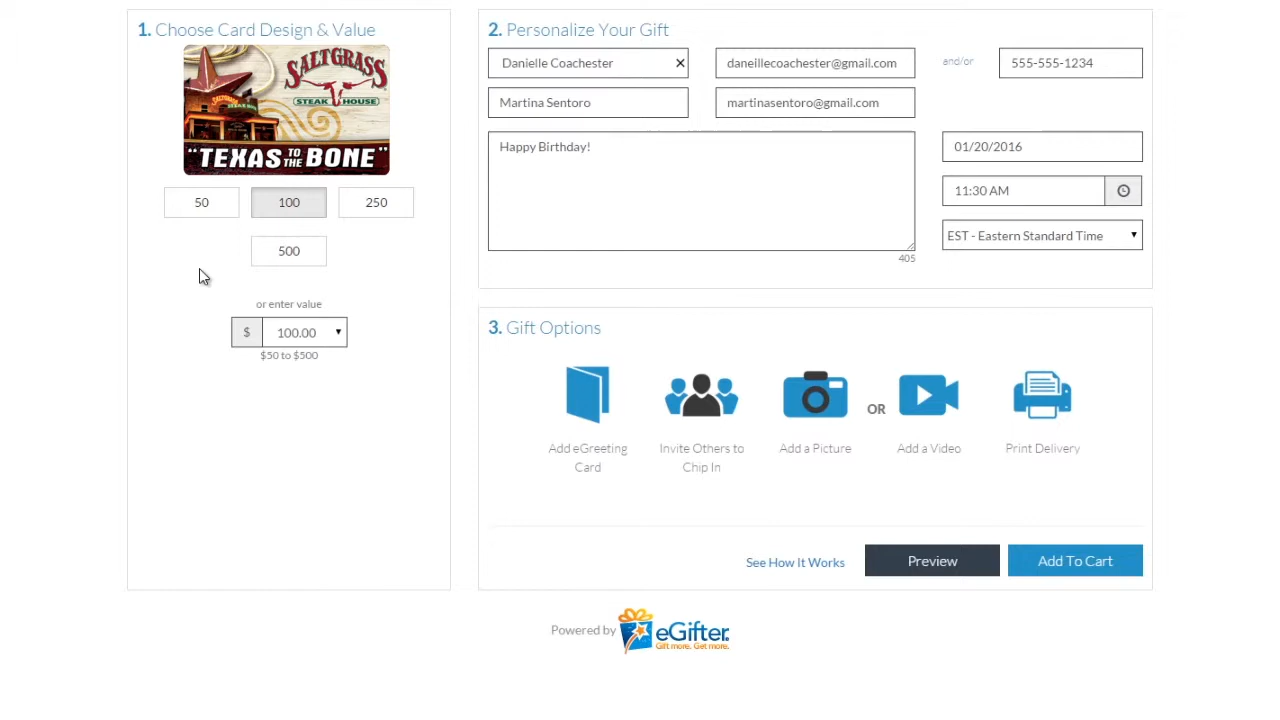 1. Choose Card Design & Value
SALTGRASS
STEAK HOUSE
"TEXAS TO THE BONE"
50
100
250
500
or enter value
$ 100.00
$50 to $500
2. Personalize Your Gift
Danielle Coachester
daneillecoachester@gmail.com
and/or
555-555-1234
Martina Sentoro
martinasentoro@gmail.com
Happy Birthday!
405
01/20/2016
11:30 AM
EST - Eastern Standard Time
3. Gift Options
Add eGreeting
Card
Invite Others to
Chip In
Add a Picture
OR
Add a Video
Print Delivery
See How It Works
Preview
Add To Cart
Powered by eGifter
Gift more. Get more.